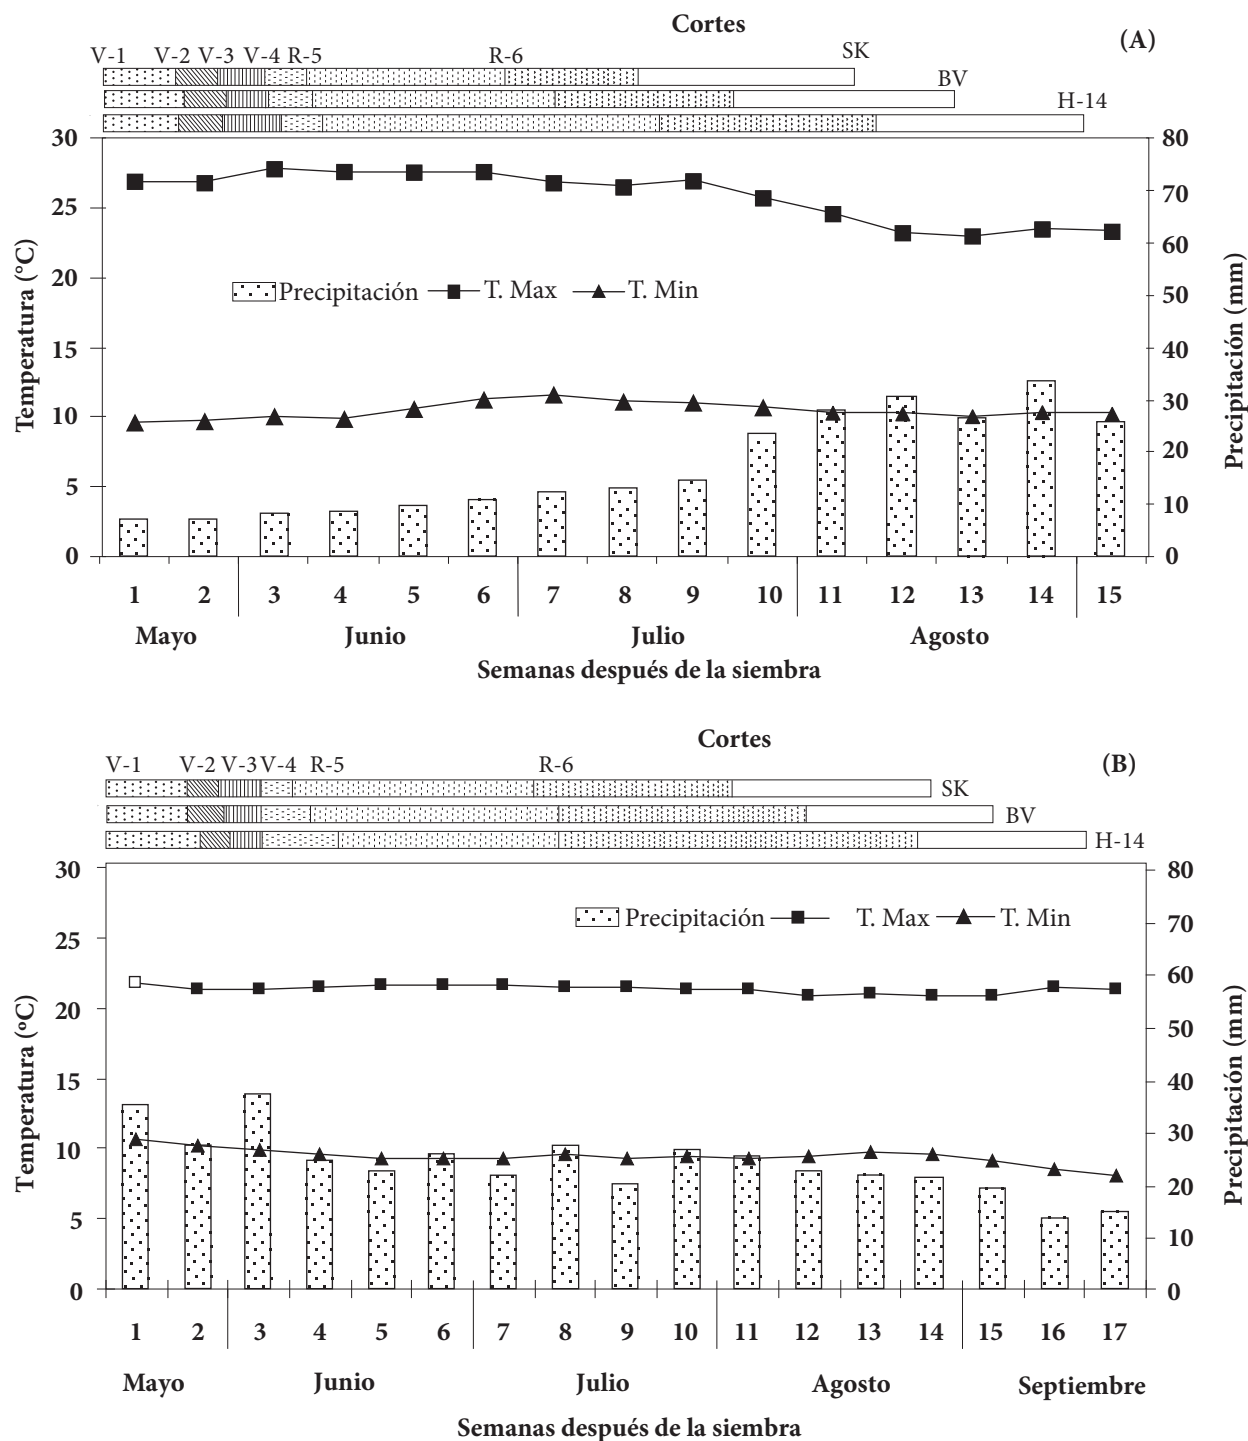 Cortes
(A)
V-1 V-2 V-3 V-4 R-5 R-6 SK
BV
H-14
30 80
25 70
20 60
15 50
10 40
5 30
0 20
10
0
Temperatura (°C)
Precipitación (mm)
Precipitación T. Max T. Min
1 2 3 4 5 6 7 8 9 10 11 12 13 14 15
Mayo Junio Julio Agosto
Semanas después de la siembra
Cortes
(B)
V-1 V-2 V-3 V-4 R-5 R-6
SK
BV
H-14
30 80
25 70
20 60
15 50
10 40
5 30
0 20
10
0
Temperatura (ºC)
Precipitación (mm)
Precipitación T. Max T. Min
1 2 3 4 5 6 7 8 9 10 11 12 13 14 15 16 17
Mayo Junio Julio Agosto Septiembre
Semanas después de la siembra